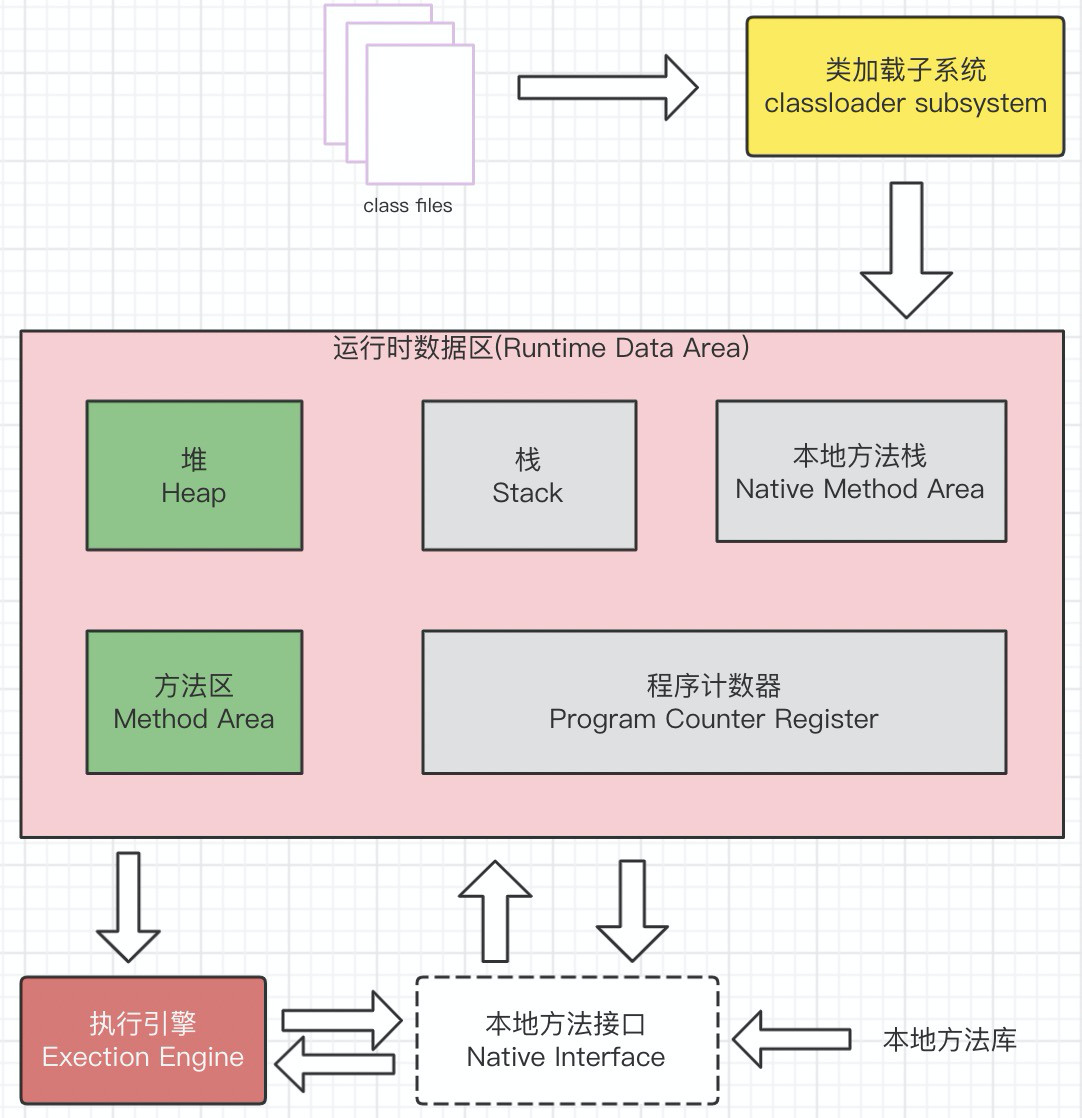 类加载子系统
classloader subsystem
class files
运行时数据区(Runtime Data Area)
堆
Heap
栈
Stack
本地方法栈
Native Method Area
方法区
Method Area
程序计数器
Program Counter Register
执行引擎
Exection Engine
本地方法接口
Native Interface
本地方法库